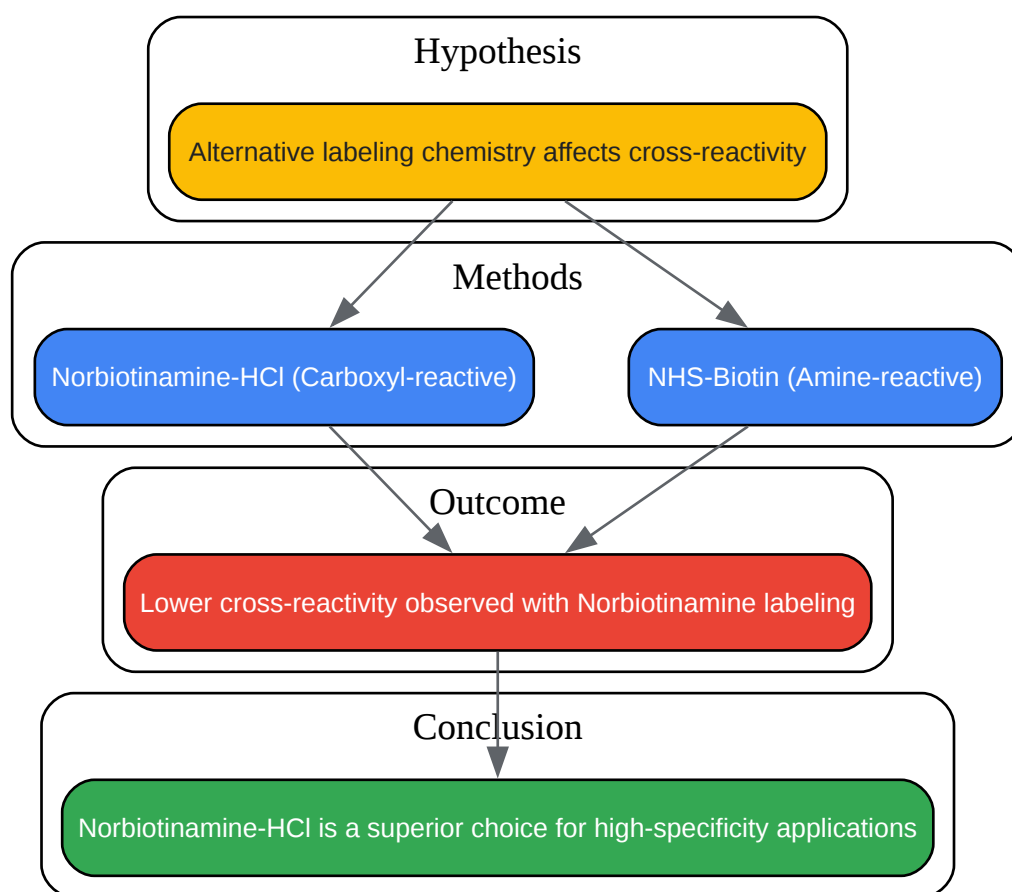 Hypothesis
Alternative labeling chemistry affects cross-reactivity
Methods
Norbiotinamine-HCl (Carboxyl-reactive)
NHS-Biotin (Amine-reactive)
Outcome
Lower cross-reactivity observed with Norbiotinamine labeling
Conclusion
Norbiotinamine-HCl is a superior choice for high-specificity applications